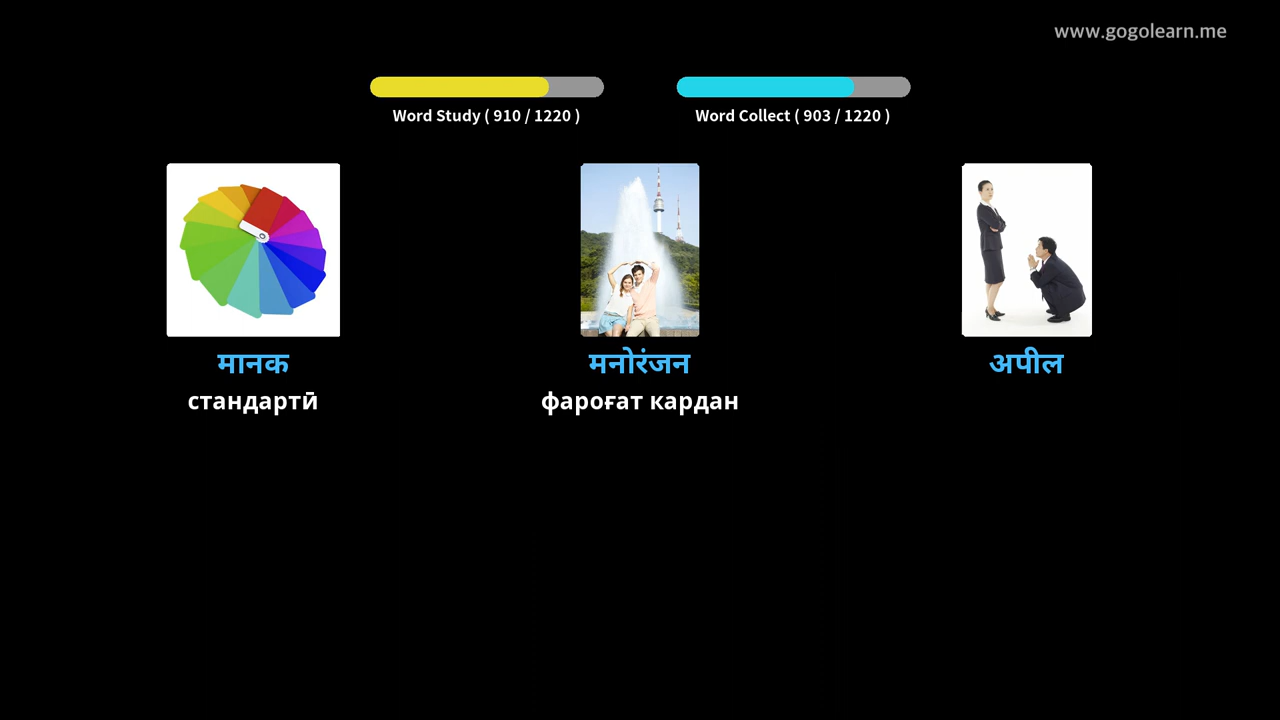 www.gogolearn.me
Word Study ( 910 / 1220 )
Word Collect ( 903 / 1220 )
मानक
मनोरंजन
अपील
стандартӣ
фароғат кардан